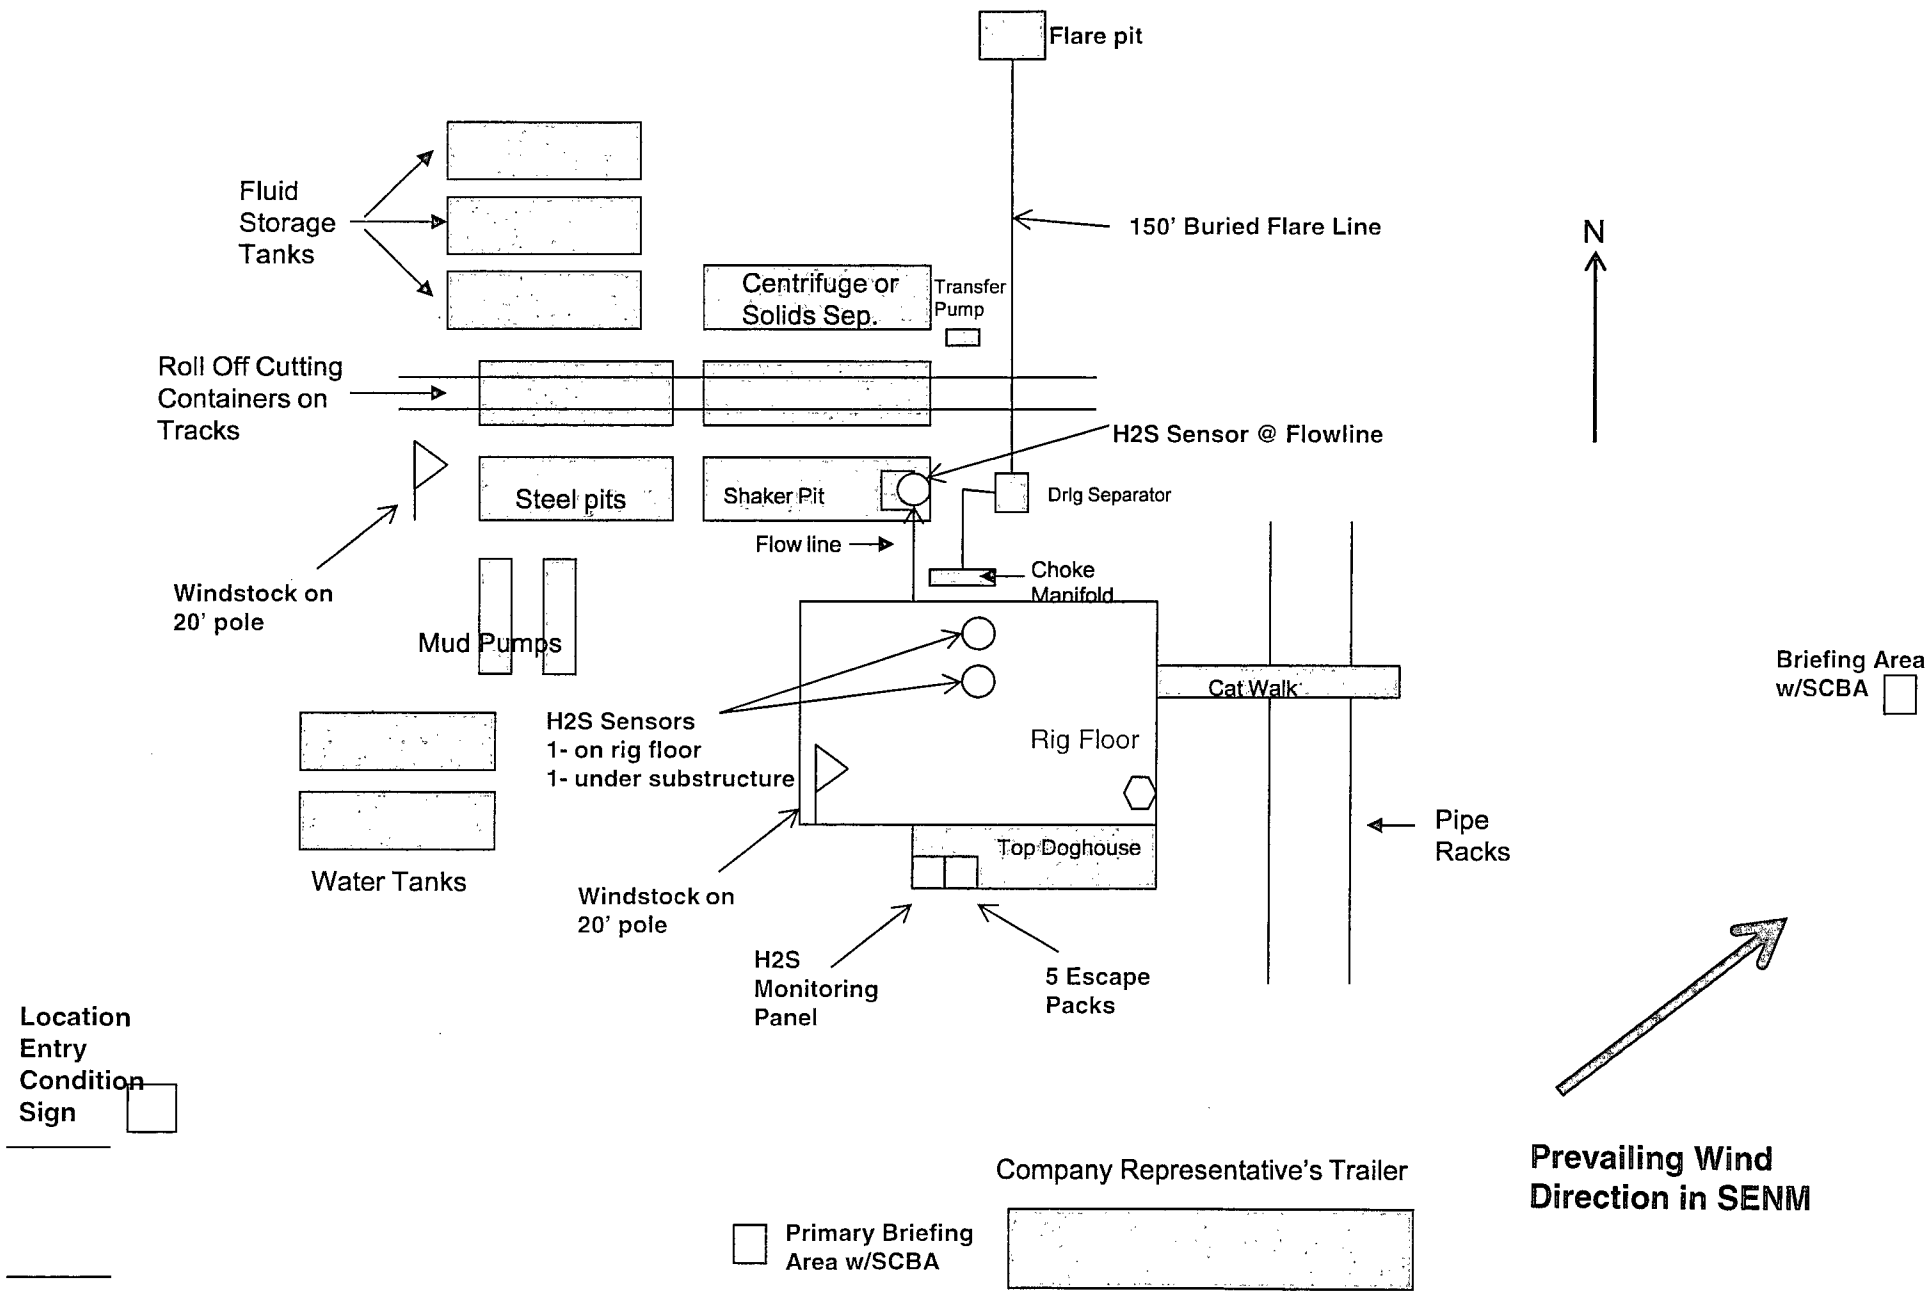 Flare pit
Fluid
Storage
Tanks
150' Buried Flare Line
N
Centrifuge or
Solids Sep.
Transfer
Pump
Roll Off Cutting
Containers on
Tracks
H2S Sensor @ Flowline
Steel pits
Shaker Pit
Drlg Separator
Flow line
Choke
Manifold
Windstock on
20' pole
Mud Pumps
Briefing Area
w/SCBA
Cat Walk
H2S Sensors
1- on rig floor
1- under substructure
Rig Floor
Pipe
Racks
Top Doghouse
Water Tanks
Windstock on
20' pole
H2S
Monitoring
Panel
5 Escape
Packs
Location
Entry
Condition
Sign
Prevailing Wind
Direction in SENM
Company Representative's Trailer
Primary Briefing
Area w/SCBA